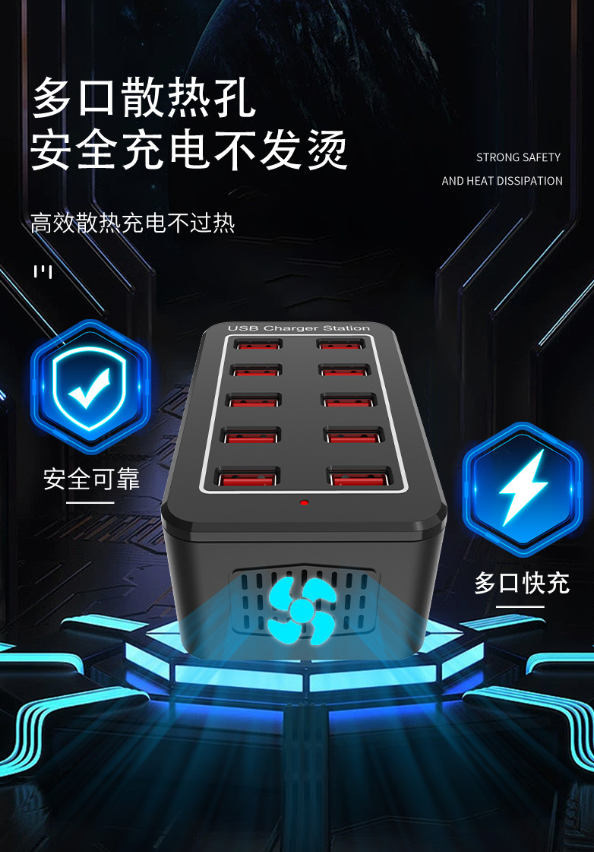 多口散热孔
安全充电不发烫
STRONG SAFETY
AND HEAT DISSIPATION
高效散热充电不过热
USB Charger Station
安全可靠
多口快充